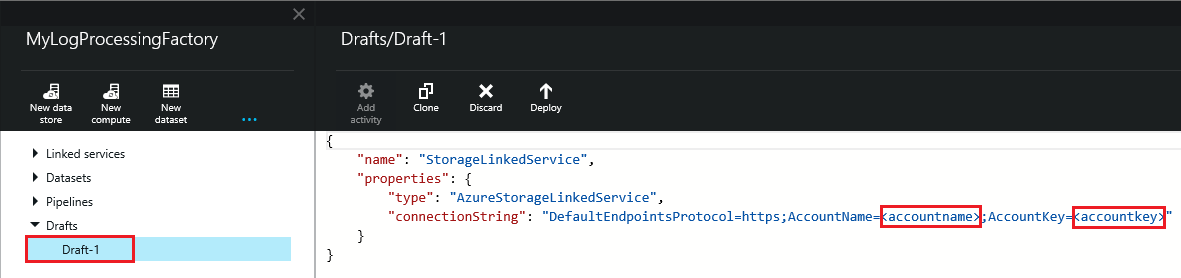 MyLogProcessingFactory
New data store
New compute
New dataset
...
Linked services
Datasets
Pipelines
Drafts
Draft-1
Drafts/Draft-1
Add activity
Clone
Discard
Deploy
{
"name": "StorageLinkedService",
"properties": {
"type": "AzureStorageLinkedService",
"connectionString": "DefaultEndpointsProtocol=https;AccountName=<accountname>;AccountKey=<accountkey>"
}
}